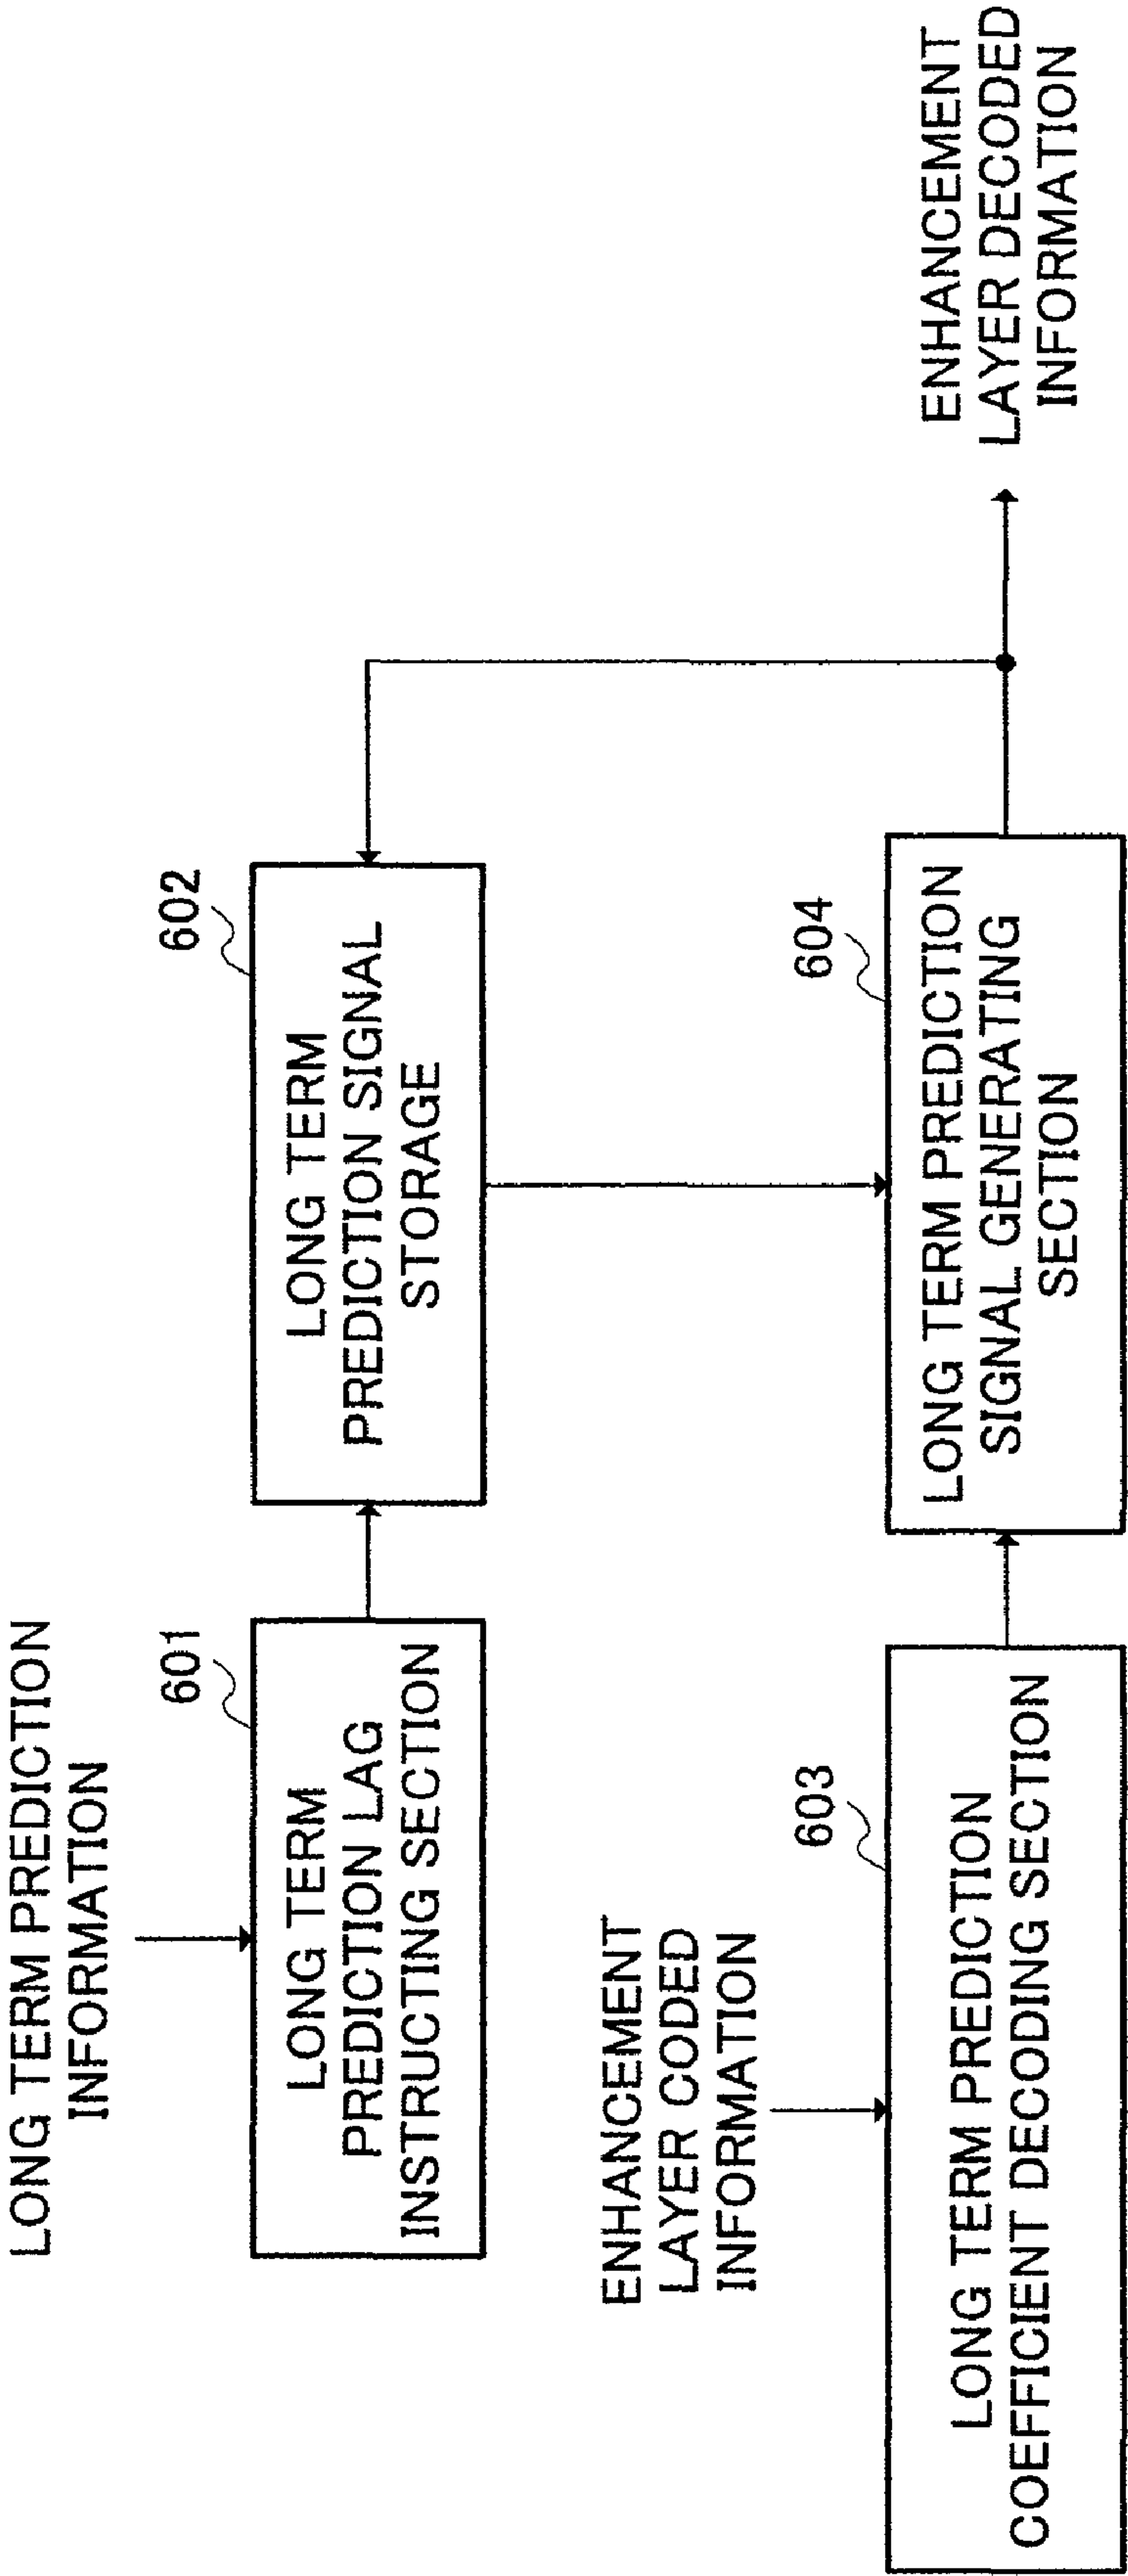 LONG TERM PREDICTION
INFORMATION
601
LONG TERM
PREDICTION LAG
INSTRUCTING SECTION
602
LONG TERM
PREDICTION SIGNAL
STORAGE
ENHANCEMENT
LAYER CODED
INFORMATION
603
LONG TERM PREDICTION
COEFFICIENT DECODING SECTION
604
LONG TERM PREDICTION
SIGNAL GENERATING
SECTION
ENHANCEMENT
LAYER DECODED
INFORMATION